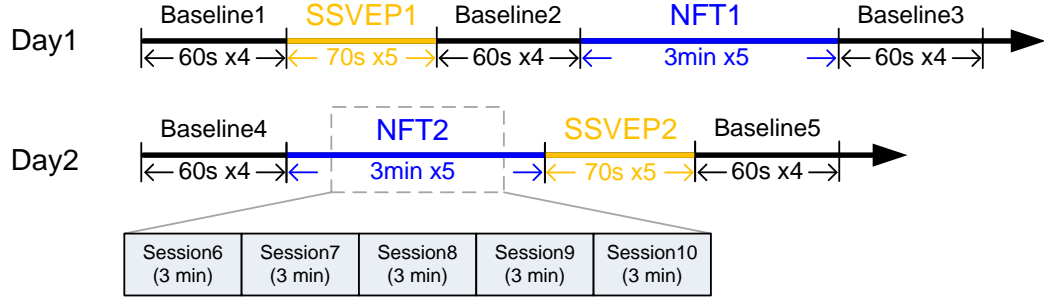 Baseline1 SSVEP1 Baseline2 NFT1 Baseline3
Day1
60s x4 70s x5 60s x4 3min x5 60s x4
Baseline4 NFT2 SSVEP2 Baseline5
Day2
60s x4 3min x5 70s x5 60s x4
Session6 Session7 Session8 Session9 Session10
(3 min) (3 min) (3 min) (3 min) (3 min)